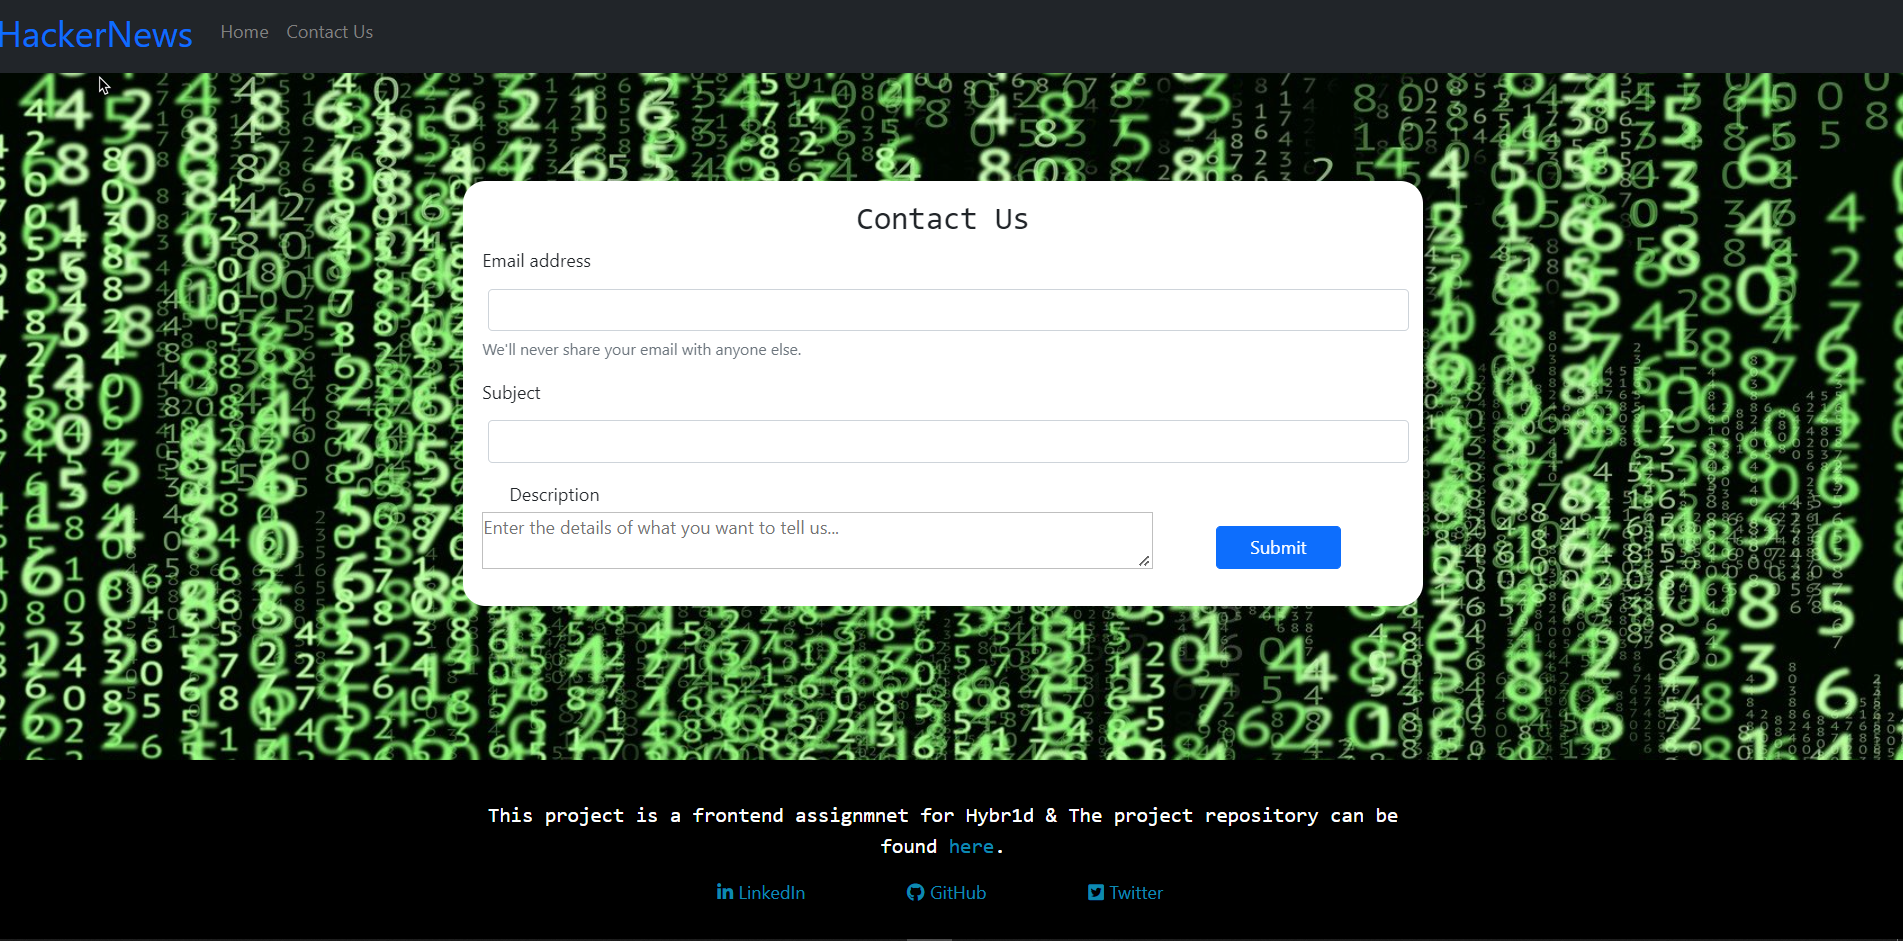 HackerNews Home Contact Us
Contact Us
Email address
We'll never share your email with anyone else.
Subject
Description
Enter the details of what you want to tell us...
Submit
This project is a frontend assignmnet for Hybr1d & The project repository can be
found here.
LinkedIn GitHub Twitter